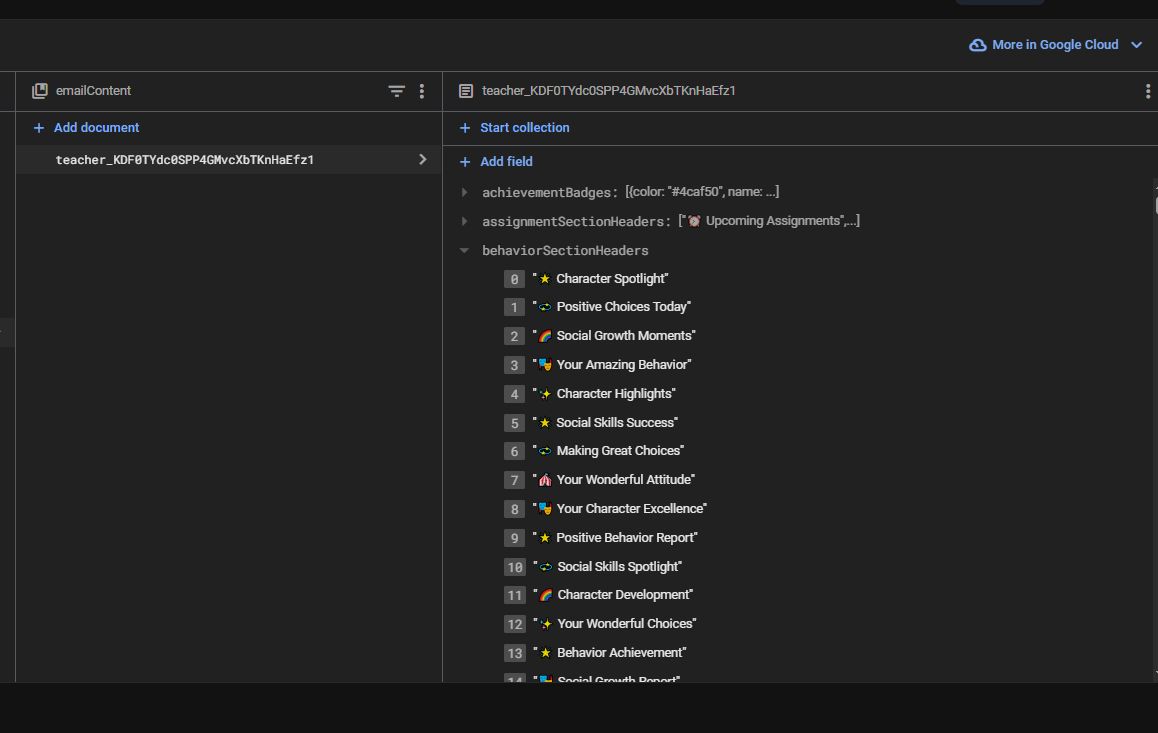 More in Google Cloud
emailContent
teacher_KDF0TYdc0SPP4GMvcXbTKnHaEfz1
Add document
Start collection
teacher_KDF0TYdc0SPP4GMvcXbTKnHaEfz1
Add field
achievementBadges: [{color: "#4caf50", name: ...]
assignmentSectionHeaders: ["⏰ Upcoming Assignments",...]
behaviorSectionHeaders
0 "⭐ Character Spotlight"
1 "💫 Positive Choices Today"
2 "🌈 Social Growth Moments"
3 "🎭 Your Amazing Behavior"
4 "✨ Character Highlights"
5 "⭐ Social Skills Success"
6 "💫 Making Great Choices"
7 "🎪 Your Wonderful Attitude"
8 "🎭 Your Character Excellence"
9 "⭐ Positive Behavior Report"
10 "💫 Social Skills Spotlight"
11 "🌈 Character Development"
12 "✨ Your Wonderful Choices"
13 "⭐ Behavior Achievement"
14 "🎭 Social Growth Report"